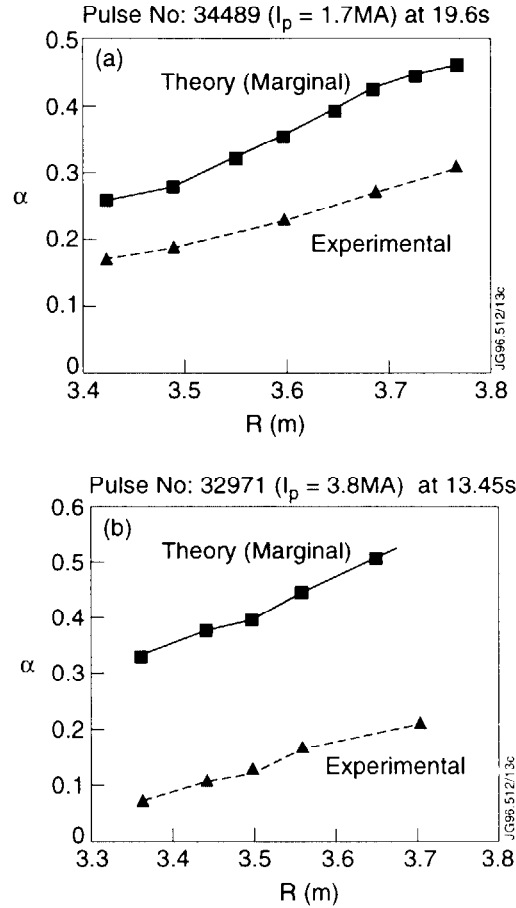 Pulse No: 34489 (Ip = 1.7MA) at 19.6s
0.5
(a)
Theory (Marginal)
0.4
0.3
α
0.2
Experimental
0.1
0
3.4 3.5 3.6 3.7 3.8
R (m)
JG96.512/13c
Pulse No: 32971 (Ip = 3.8MA) at 13.45s
0.6
(b)
Theory (Marginal)
0.5
0.4
α
0.3
0.2
Experimental
0.1
0
3.3 3.4 3.5 3.6 3.7 3.8
R (m)
JG96.512/13c